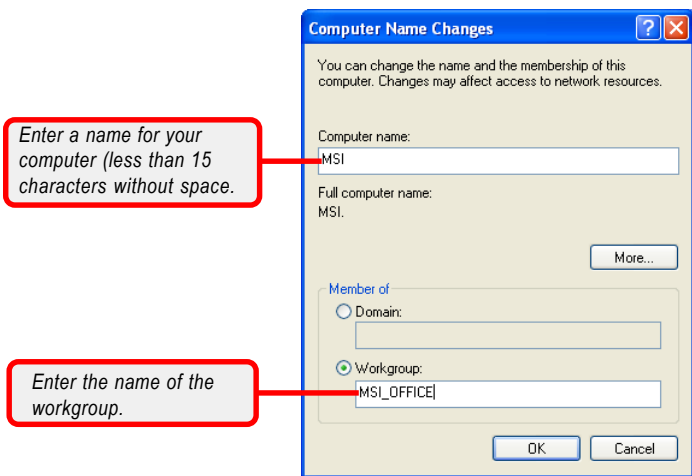 Computer Name Changes
You can change the name and the membership of this
computer. Changes may affect access to network resources.
Enter a name for your
computer (less than 15
characters without space.
Computer name:
MSI
Full computer name:
MSI.
More...
Member of
Domain:
Workgroup:
Enter the name of the
workgroup.
MSI_OFFICE
OK
Cancel